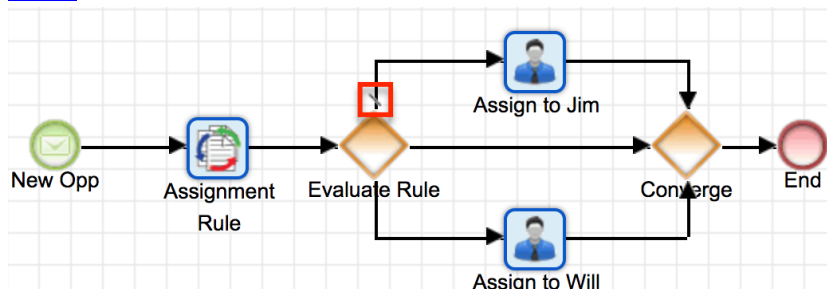 New Opp
Assignment
Rule
Evaluate Rule
Assign to Jim
Assign to Will
Converge
End